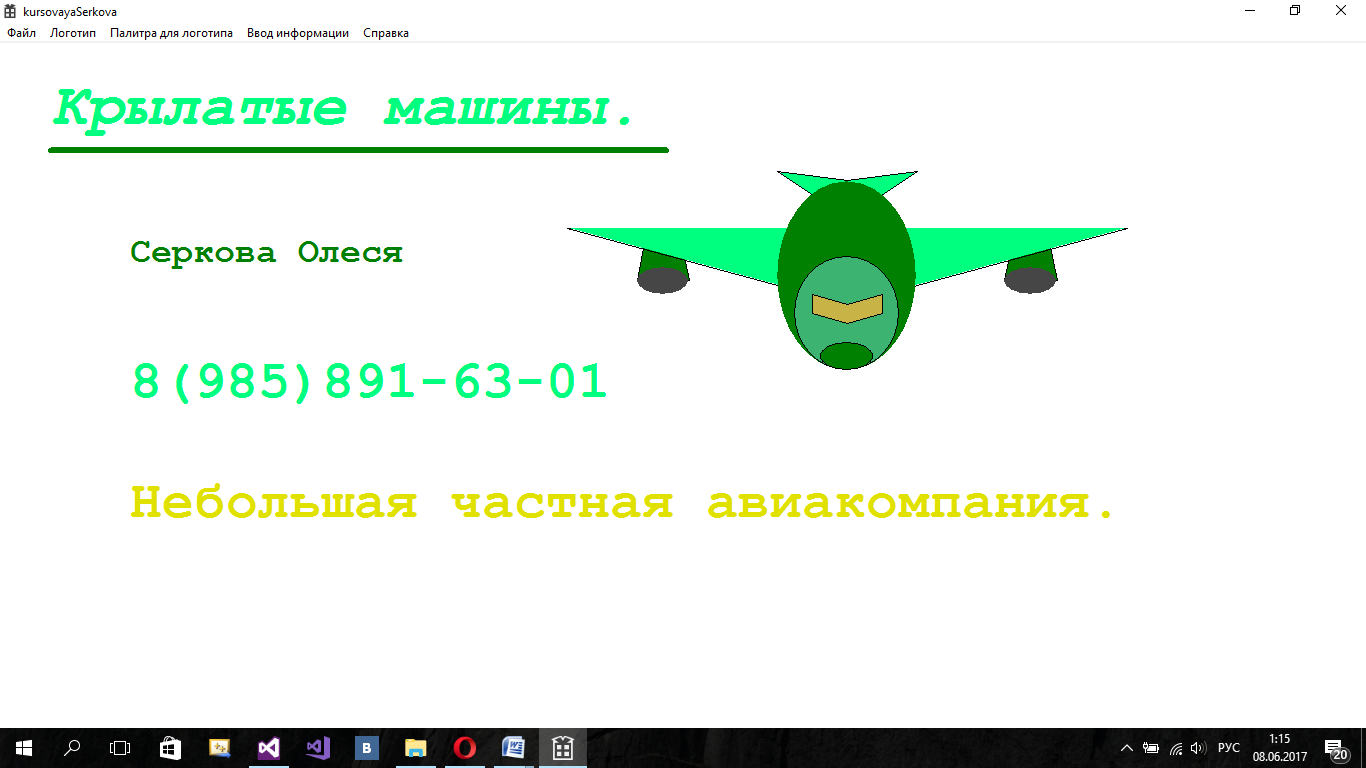 kursovayaSerkova
Файл Логотип Палитра для логотипа Ввод информации Справка
Крылатые машины.
Серкова Олеся
8(985)891-63-01
Небольшая частная авиакомпания.
B W РУС 1:15
08.06.2017 20